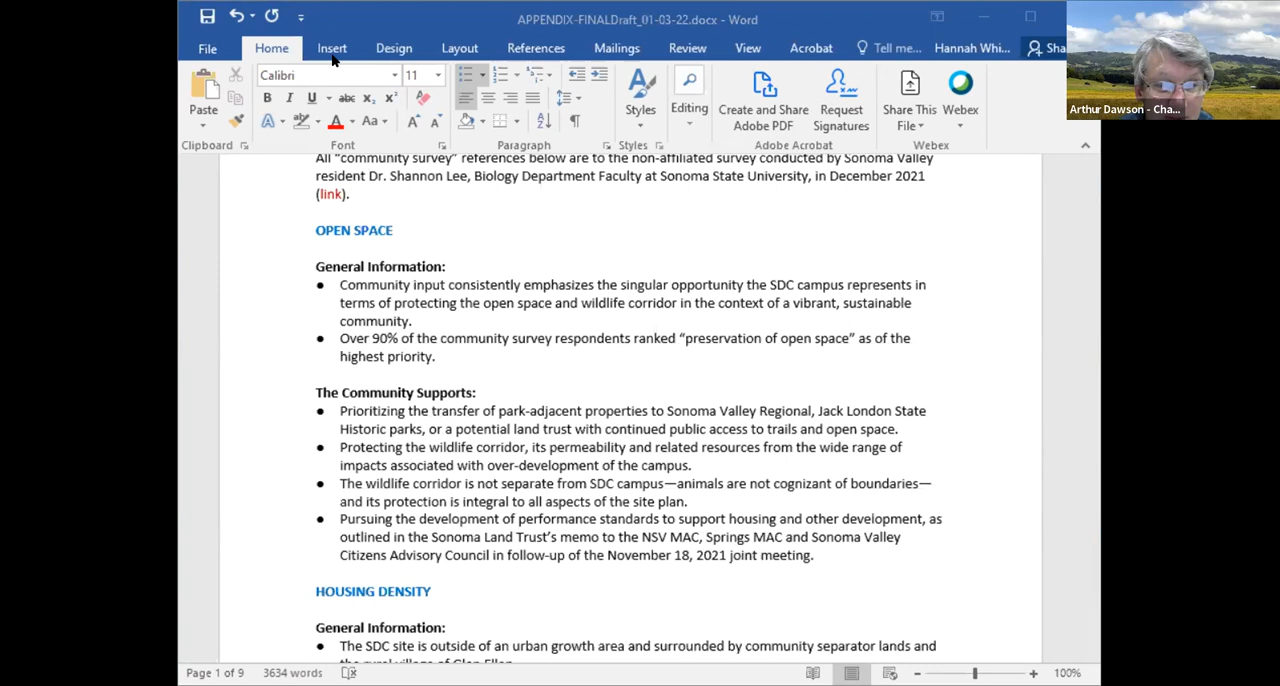 APPENDIX-FINALDraft_01-03-22.docx - Word
File Home Insert Design Layout References Mailings Review View Acrobat Tell me... Hannah Whi... Sha
Arthur Dawson - Cha...
Calibri 11
Paste
B I U abc x₂ x²
A A Aa A A
Styles
Editing
Create and Share
Adobe PDF
Request
Signatures
Share This
File
Webex
Clipboard Font Paragraph Styles Adobe Acrobat Webex
All “community survey” references below are to the non-affiliated survey conducted by Sonoma Valley
resident Dr. Shannon Lee, Biology Department Faculty at Sonoma State University, in December 2021
(link).
OPEN SPACE
General Information:
● Community input consistently emphasizes the singular opportunity the SDC campus represents in
terms of protecting the open space and wildlife corridor in the context of a vibrant, sustainable
community.
● Over 90% of the community survey respondents ranked “preservation of open space” as of the
highest priority.
The Community Supports:
● Prioritizing the transfer of park-adjacent properties to Sonoma Valley Regional, Jack London State
Historic parks, or a potential land trust with continued public access to trails and open space.
● Protecting the wildlife corridor, its permeability and related resources from the wide range of
impacts associated with over-development of the campus.
● The wildlife corridor is not separate from SDC campus—animals are not cognizant of boundaries—
and its protection is integral to all aspects of the site plan.
● Pursuing the development of performance standards to support housing and other development, as
outlined in the Sonoma Land Trust’s memo to the NSV MAC, Springs MAC and Sonoma Valley
Citizens Advisory Council in follow-up of the November 18, 2021 joint meeting.
HOUSING DENSITY
General Information:
● The SDC site is outside of an urban growth area and surrounded by community separator lands and
the rural village of Glen Ellen.
Page 1 of 9 3634 words 100%